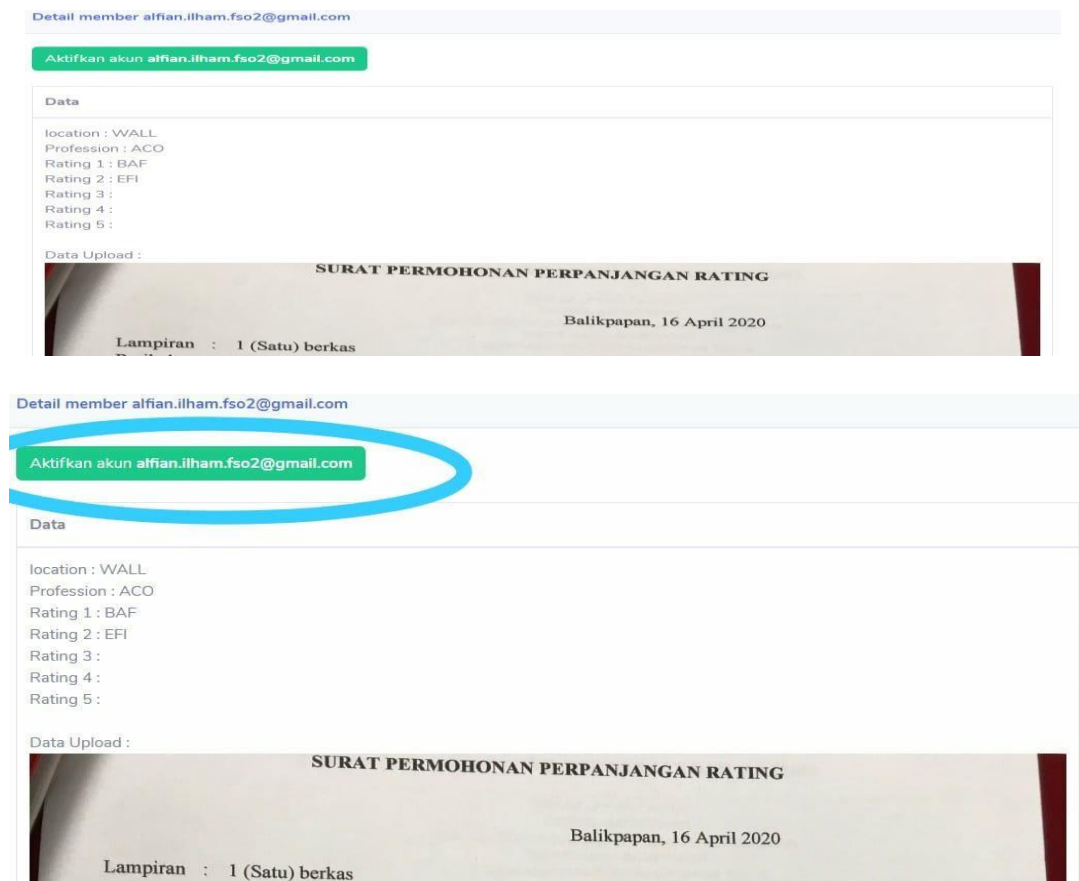 Detail member alfian.ilham.fso2@gmail.com
Aktifkan akun alfian.ilham.fso2@gmail.com
Data
location : WALL
Profession : ACO
Rating 1 : BAF
Rating 2 : EFI
Rating 3 :
Rating 4 :
Rating 5 :
Data Upload :
SURAT PERMOHONAN PERPANJANGAN RATING
Balikpapan, 16 April 2020
Lampiran : 1 (Satu) berkas
Detail member alfian.ilham.fso2@gmail.com
Aktifkan akun alfian.ilham.fso2@gmail.com
Data
location : WALL
Profession : ACO
Rating 1 : BAF
Rating 2 : EFI
Rating 3 :
Rating 4 :
Rating 5 :
Data Upload :
SURAT PERMOHONAN PERPANJANGAN RATING
Balikpapan, 16 April 2020
Lampiran : 1 (Satu) berkas